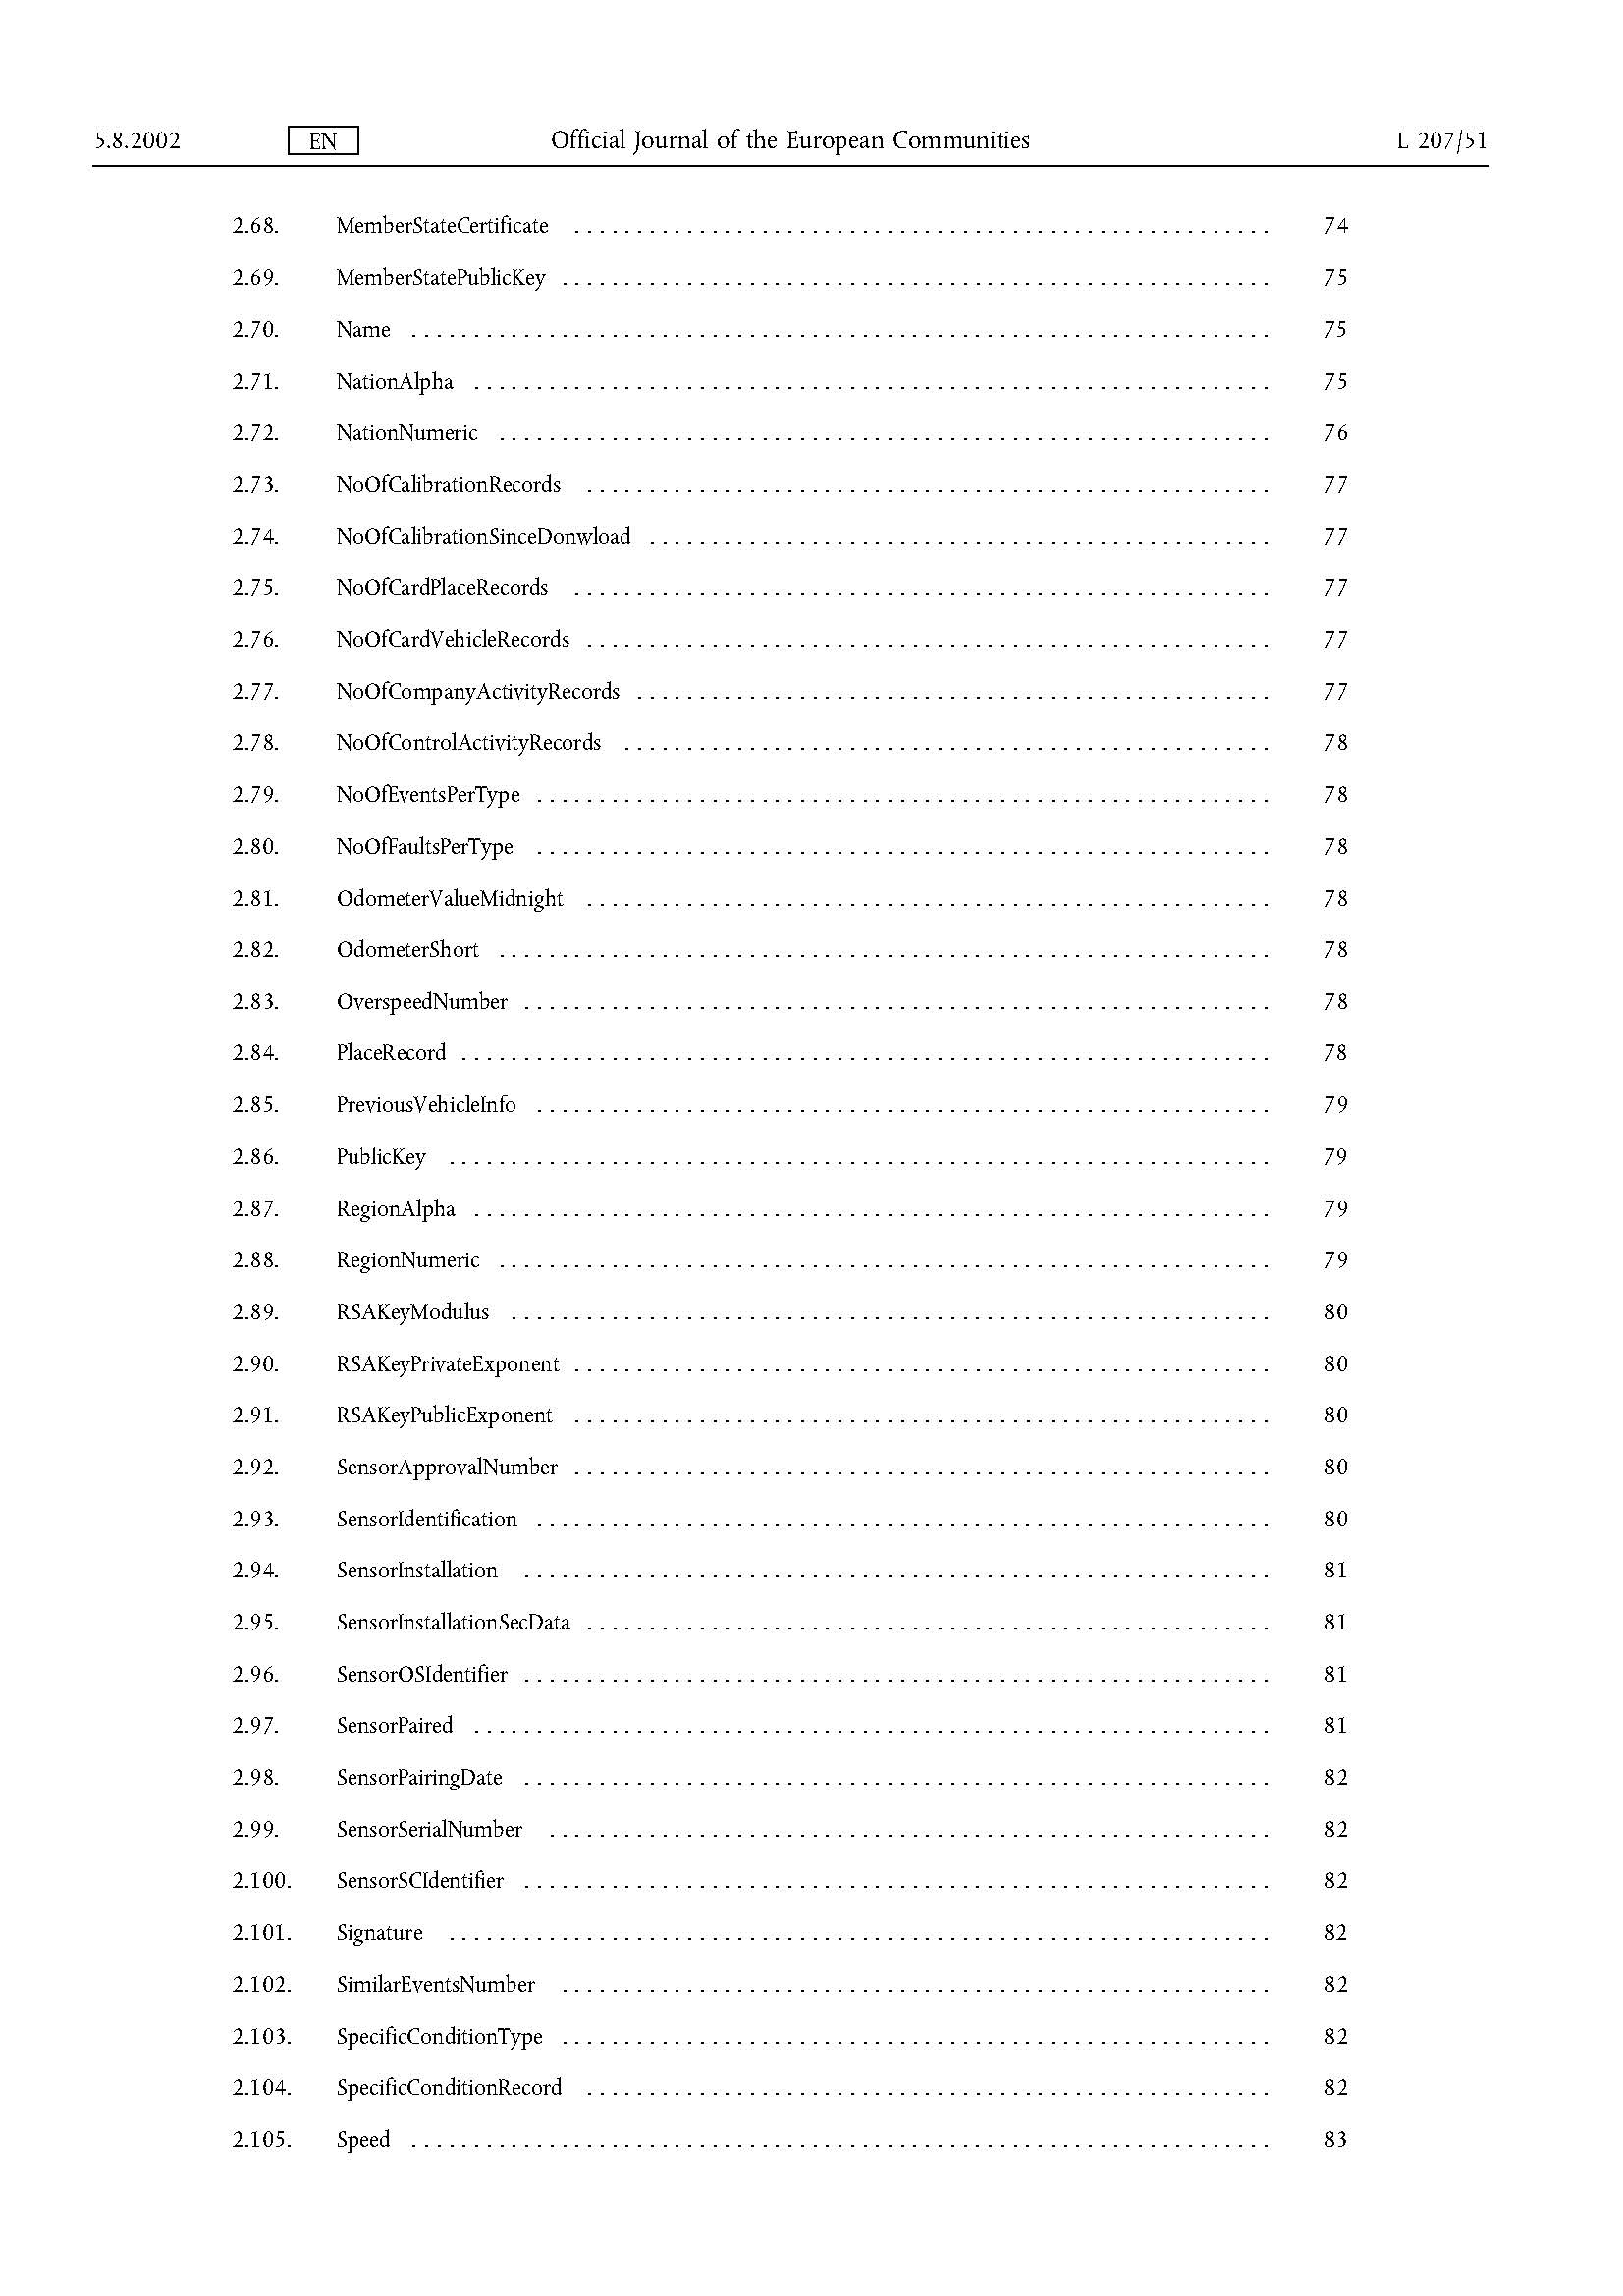 5.8.2002 EN Official Journal of the European Communities L 207/51
2.68. MemberStateCertificate 74
2.69. MemberStatePublicKey 75
2.70. Name 75
2.71. NationAlpha 75
2.72. NationNumeric 76
2.73. NoOfCalibrationRecords 77
2.74. NoOfCalibrationSinceDonwload 77
2.75. NoOfCardPlaceRecords 77
2.76. NoOfCardVehicleRecords 77
2.77. NoOfCompanyActivityRecords 77
2.78. NoOfControlActivityRecords 78
2.79. NoOfEventsPerType 78
2.80. NoOfFaultsPerType 78
2.81. OdometerValueMidnight 78
2.82. OdometerShort 78
2.83. OverspeedNumber 78
2.84. PlaceRecord 78
2.85. PreviousVehicleInfo 79
2.86. PublicKey 79
2.87. RegionAlpha 79
2.88. RegionNumeric 79
2.89. RSAKeyModulus 80
2.90. RSAKeyPrivateExponent 80
2.91. RSAKeyPublicExponent 80
2.92. SensorApprovalNumber 80
2.93. SensorIdentification 80
2.94. SensorInstallation 81
2.95. SensorInstallationSecData 81
2.96. SensorOSIdentifier 81
2.97. SensorPaired 81
2.98. SensorPairingDate 82
2.99. SensorSerialNumber 82
2.100. SensorSCIdentifier 82
2.101. Signature 82
2.102. SimilarEventsNumber 82
2.103. SpecificConditionType 82
2.104. SpecificConditionRecord 82
2.105. Speed 83